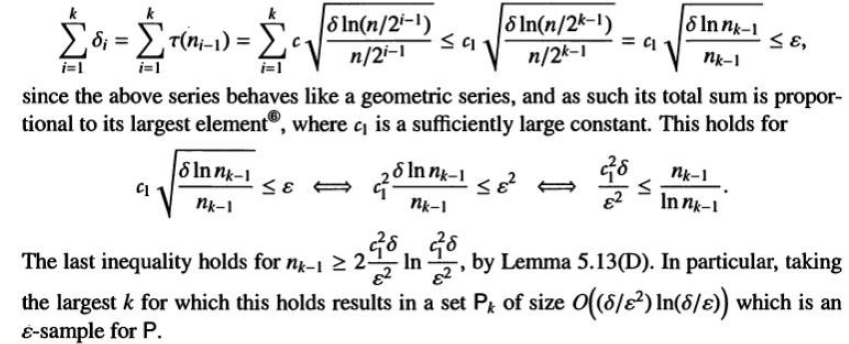 $$\sum_{i=1}^{k} \delta_i = \sum_{i=1}^{k} \tau(n_{i-1}) = \sum_{i=1}^{k} c\sqrt{\frac{\delta \ln(n/2^{i-1})}{n/2^{i-1}}} \le c_1 \sqrt{\frac{\delta \ln(n/2^{k-1})}{n/2^{k-1}}} = c_1 \sqrt{\frac{\delta \ln n_{k-1}}{n_{k-1}}} \le \varepsilon,$$
since the above series behaves like a geometric series, and as such its total sum is propor-
tional to its largest element^⑥, where $c_1$ is a sufficiently large constant. This holds for
$$c_1 \sqrt{\frac{\delta \ln n_{k-1}}{n_{k-1}}} \le \varepsilon \iff c_1^2 \frac{\delta \ln n_{k-1}}{n_{k-1}} \le \varepsilon^2 \iff \frac{c_1^2 \delta}{\varepsilon^2} \le \frac{n_{k-1}}{\ln n_{k-1}}.$$
The last inequality holds for $n_{k-1} \ge 2\frac{c_1^2 \delta}{\varepsilon^2} \ln \frac{c_1^2 \delta}{\varepsilon^2}$, by Lemma 5.13(D). In particular, taking
the largest $k$ for which this holds results in a set $\mathsf{P}_k$ of size $O((\delta/\varepsilon^2) \ln(\delta/\varepsilon))$ which is an
$\varepsilon$-sample for $\mathsf{P}$.